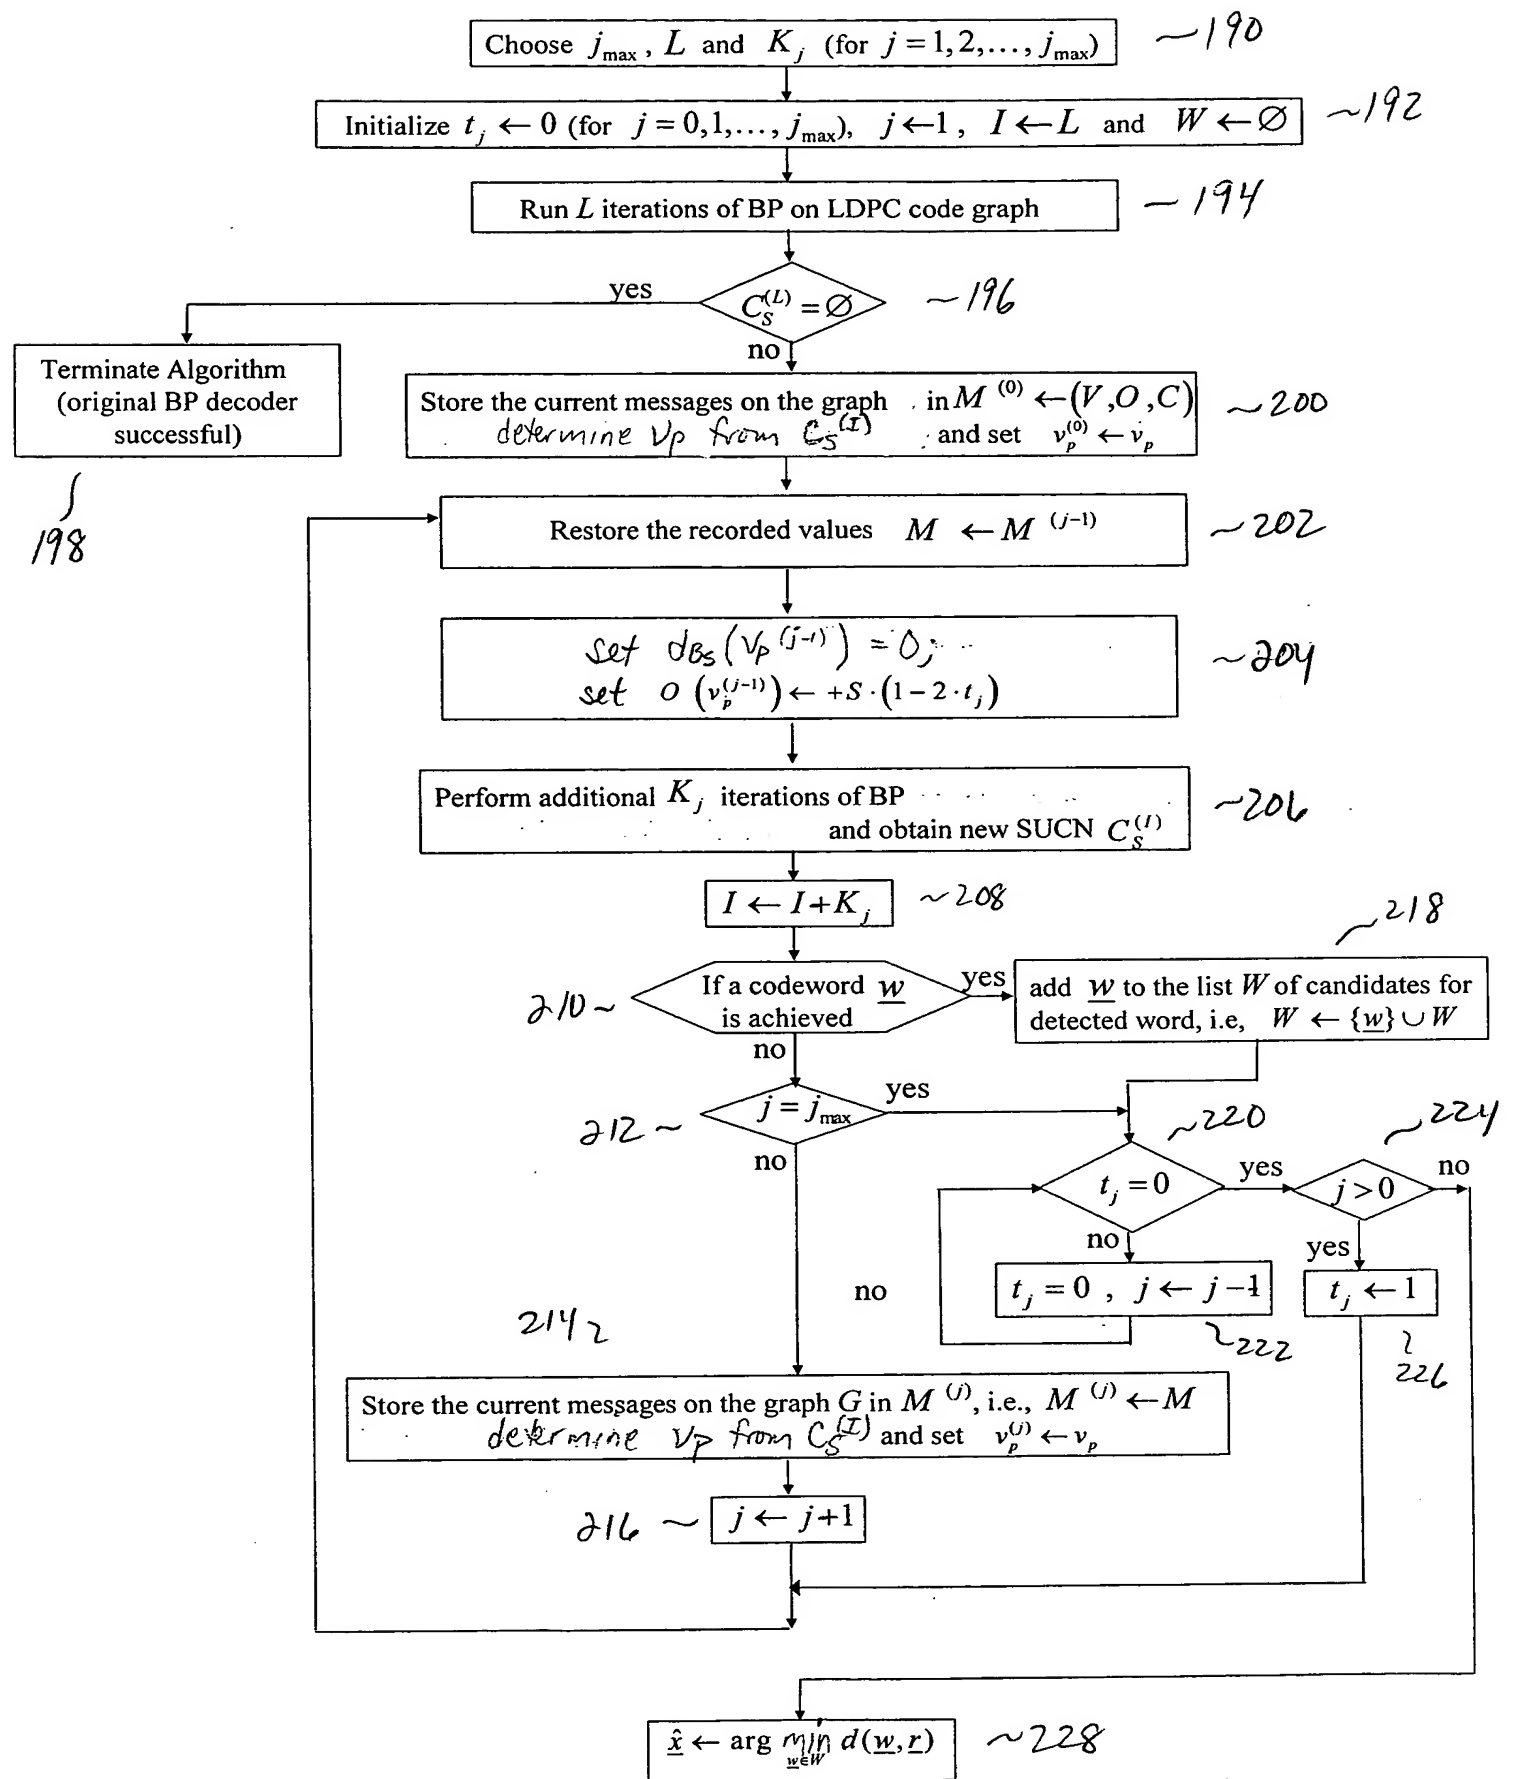 Choose j_max , L and K_j (for j = 1,2,…, j_max) ~190
Initialize t_j ← 0 (for j = 0,1,…, j_max), j←1 , I ← L and W ← ∅ ~192
Run L iterations of BP on LDPC code graph ~194
yes
C_S^(L) = ∅ ~196
no
Terminate Algorithm
(original BP decoder
successful)
198
Store the current messages on the graph in M^(0) ← (V,O,C) ~200
determine v_p from C_S^(I) and set v_p^(0) ← v_p
Restore the recorded values M ← M^(j−1) ~202
set d_BS(v_p^(j-1)) = 0; ~204
set O (v_p^(j−1)) ← +S·(1−2·t_j)
Perform additional K_j iterations of BP ~206
and obtain new SUCN C_S^(I)
I ← I+K_j ~208
218
210 ~ If a codeword w yes
is achieved
add w to the list W of candidates for
detected word, i.e, W ← {w} ∪ W
no
212 ~ j = j_max yes
no
~220
~224
t_j = 0 yes j > 0 no
no
yes
no t_j = 0 , j ← j−1 t_j ← 1
214
222
226
Store the current messages on the graph G in M^(j), i.e., M^(j) ← M
determine v_p from C_S^(I) and set v_p^(j) ← v_p
216 ~ j ← j+1
x̂ ← arg min d(w,r) ~228
w∈W